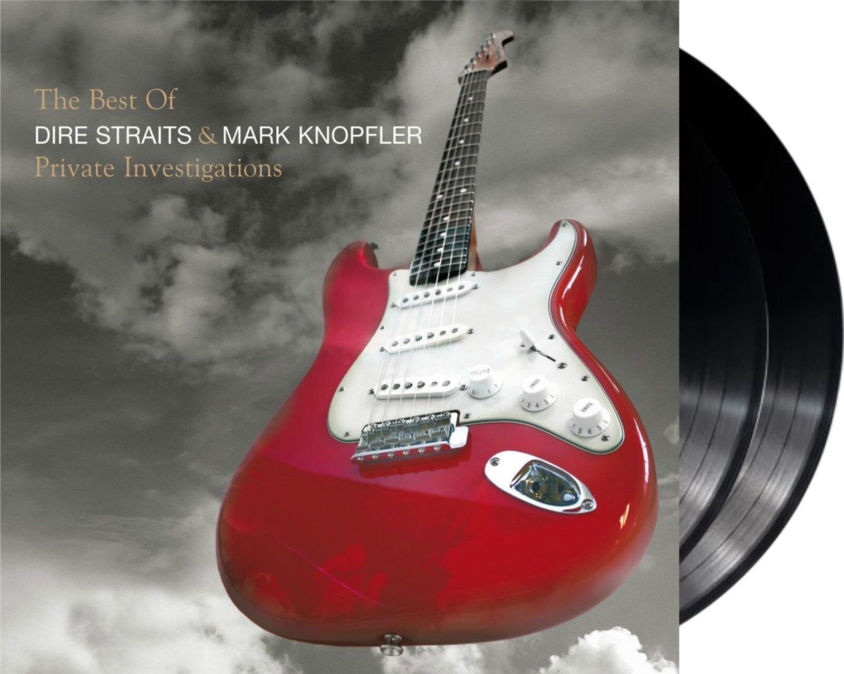 The Best Of
DIRE STRAITS & MARK KNOPFLER
Private Investigations